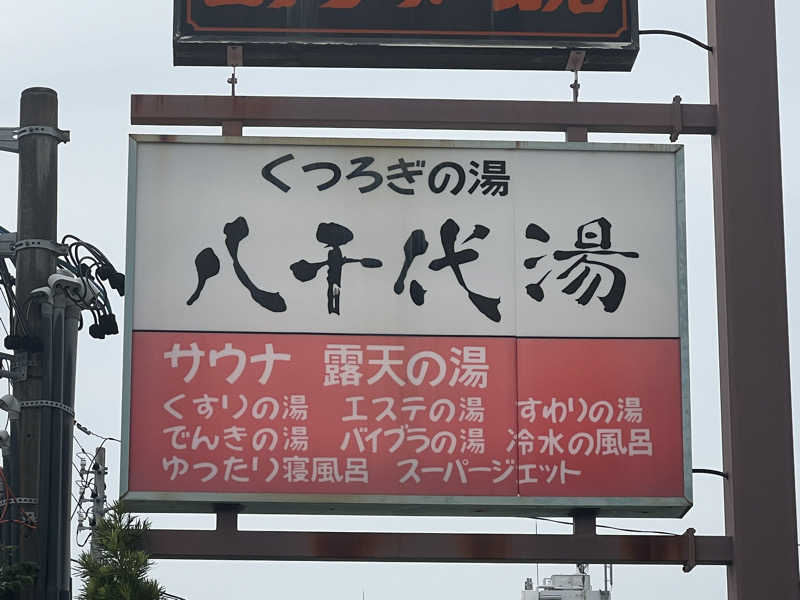 くつろぎの湯
八千代湯
サウナ 露天の湯
くすりの湯 エステの湯 すわりの湯
でんきの湯 バイブラの湯 冷水の風呂
ゆったり寝風呂 スーパージェット